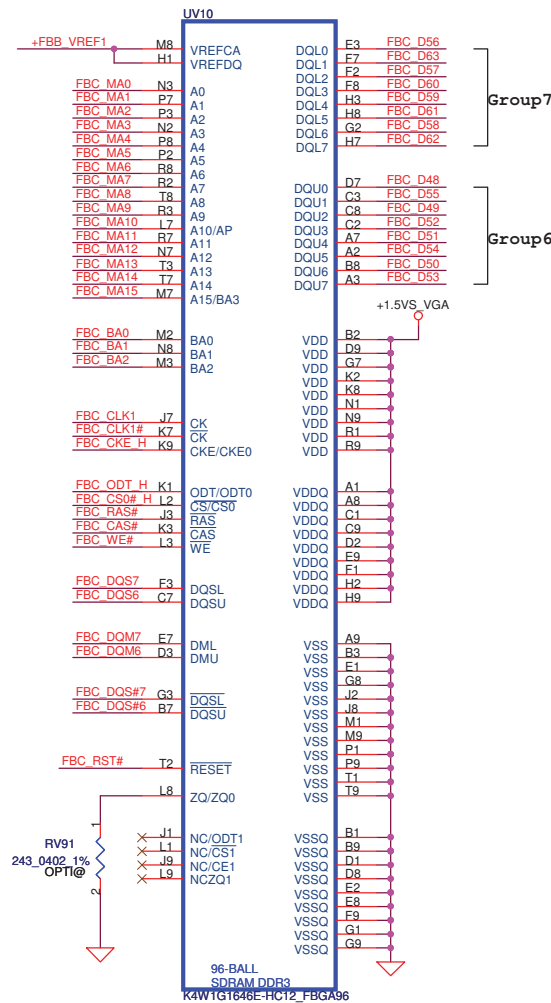 UV10
+FBB_VREF1 M8 VREFCA DQL0 E3 FBC_D56
H1 VREFDQ DQL1 F7 FBC_D63
DQL2 F2 FBC_D57
FBC_MA0 N3 A0 DQL3 F8 FBC_D60
FBC_MA1 P7 A1 DQL4 H3 FBC_D59 Group7
FBC_MA2 P3 A2 DQL5 H8 FBC_D61
FBC_MA3 N2 A3 DQL6 G2 FBC_D58
FBC_MA4 P8 A4 DQL7 H7 FBC_D62
FBC_MA5 P2 A5
FBC_MA6 R8 A6
FBC_MA7 R2 A7 DQU0 D7 FBC_D48
FBC_MA8 T8 A8 DQU1 C3 FBC_D55
FBC_MA9 R3 A9 DQU2 C8 FBC_D49
FBC_MA10 L7 A10/AP DQU3 C2 FBC_D52
FBC_MA11 R7 A11 DQU4 A7 FBC_D51 Group6
FBC_MA12 N7 A12 DQU5 A2 FBC_D54
FBC_MA13 T3 A13 DQU6 B8 FBC_D50
FBC_MA14 T7 A14 DQU7 A3 FBC_D53
FBC_MA15 M7 A15/BA3
+1.5VS_VGA
FBC_BA0 M2 BA0 VDD B2
FBC_BA1 N8 BA1 VDD D9
FBC_BA2 M3 BA2 VDD G7
VDD K2
VDD K8
VDD N1
FBC_CLK1 J7 CK VDD N9
FBC_CLK1# K7 CK VDD R1
FBC_CKE_H K9 CKE/CKE0 VDD R9
FBC_ODT_H K1 ODT/ODT0 VDDQ A1
FBC_CS0#_H L2 CS/CS0 VDDQ A8
FBC_RAS# J3 RAS VDDQ C1
FBC_CAS# K3 CAS VDDQ C9
FBC_WE# L3 WE VDDQ D2
VDDQ E9
VDDQ F1
FBC_DQS7 F3 DQSL VDDQ H2
FBC_DQS6 C7 DQSU VDDQ H9
FBC_DQM7 E7 DML VSS A9
FBC_DQM6 D3 DMU VSS B3
VSS E1
VSS G8
FBC_DQS#7 G3 DQSL VSS J2
FBC_DQS#6 B7 DQSU VSS J8
VSS M1
VSS M9
VSS P1
FBC_RST# T2 RESET VSS P9
VSS T1
L8 ZQ/ZQ0 VSS T9
1
RV91
243_0402_1%
OPTI@
2
J1 NC/ODT1 VSSQ B1
L1 NC/CS1 VSSQ B9
J9 NC/CE1 VSSQ D1
L9 NCZQ1 VSSQ D8
VSSQ E2
VSSQ E8
VSSQ F9
VSSQ G1
VSSQ G9
96-BALL
SDRAM DDR3
K4W1G1646E-HC12_FBGA96